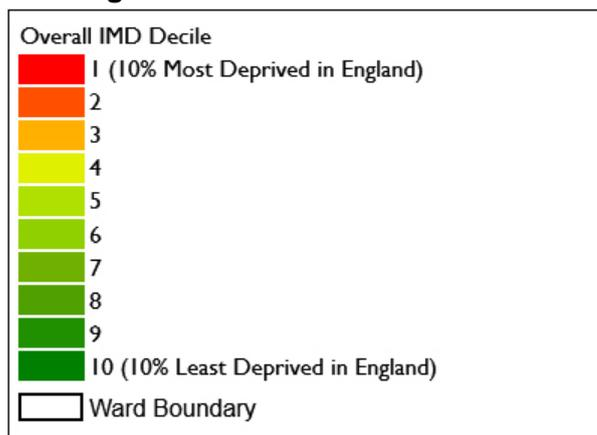 Overall IMD Decile
1 (10% Most Deprived in England)
2
3
4
5
6
7
8
9
10 (10% Least Deprived in England)
Ward Boundary